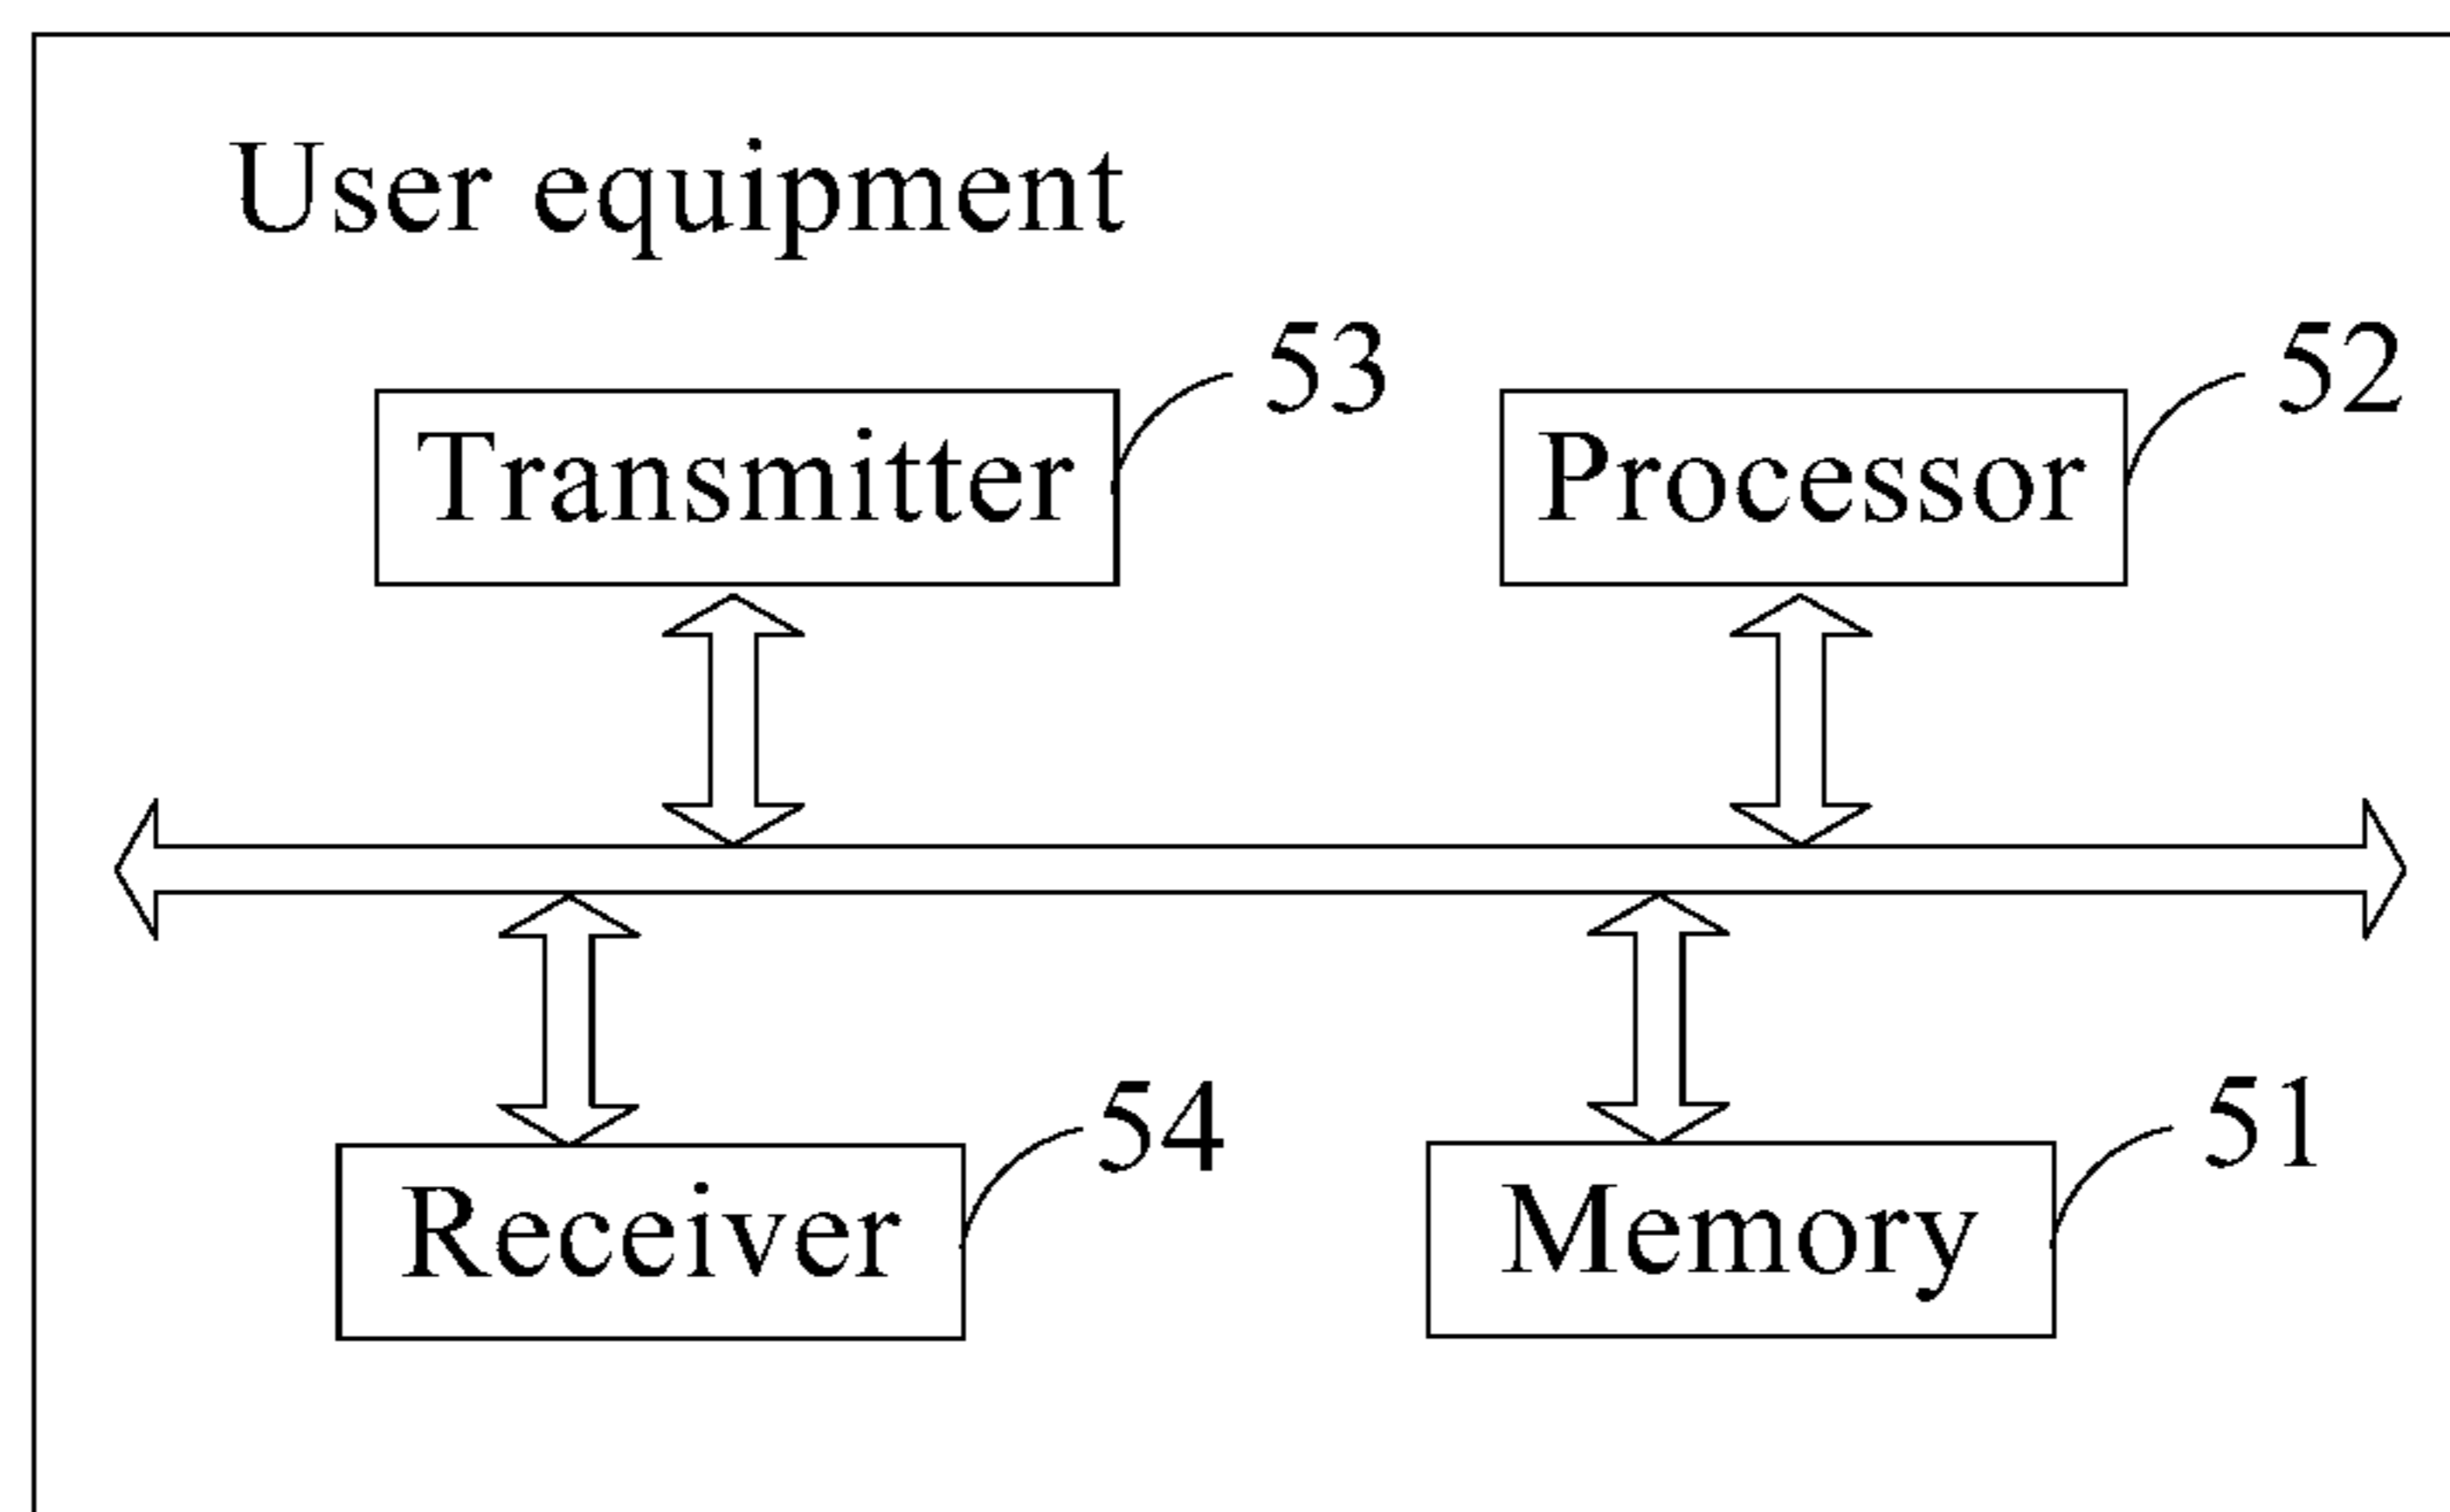 User equipment
53
52
Transmitter
Processor
54
51
Receiver
Memory